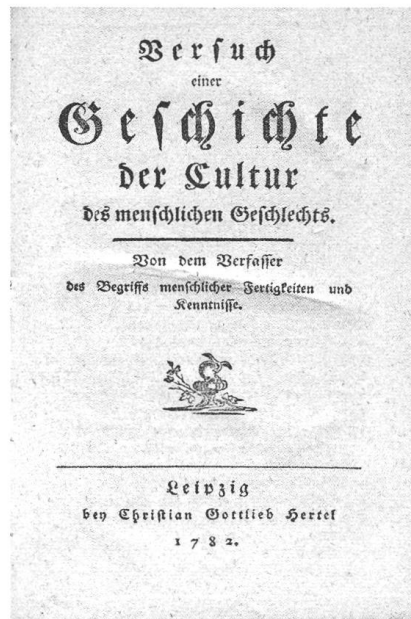 Versuch
einer
Geschichte
der Cultur
des menschlichen Geschlechts.
Von dem Verfasser
des Begriffs menschlicher Fertigkeiten und
Kenntnisse.
Leipzig
bey Christian Gottlieb Hertel
1782.